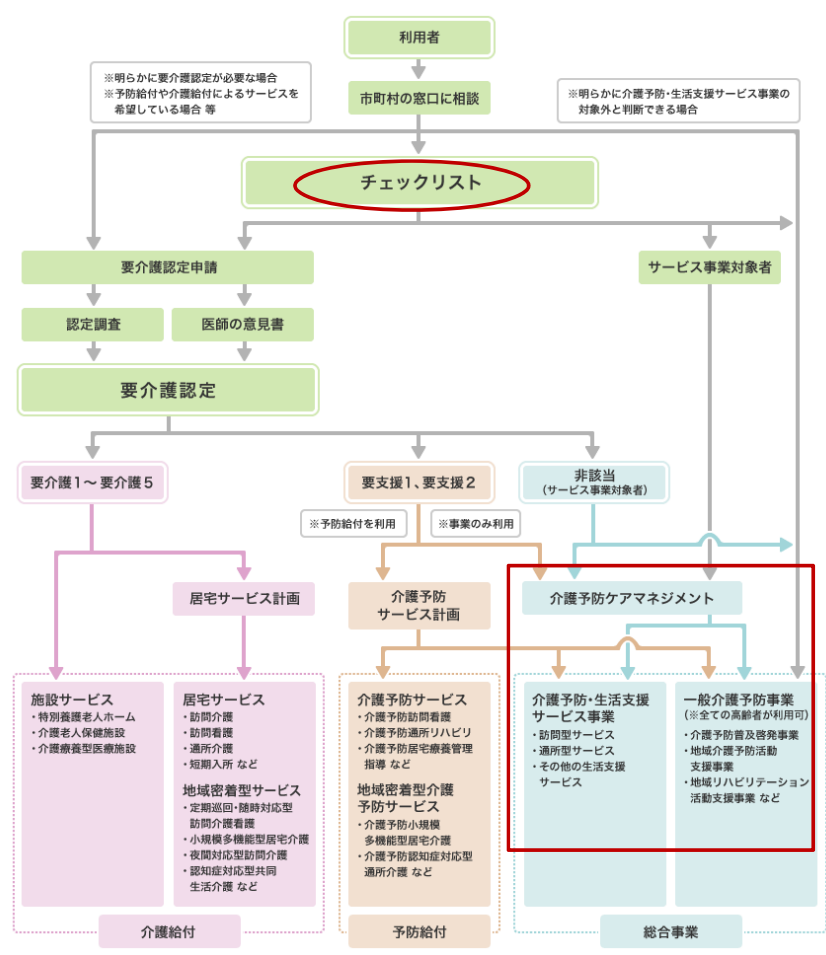 利用者
※明らかに要介護認定が必要な場合
※予防給付や介護給付によるサービスを
希望している場合 等
市町村の窓口に相談
※明らかに介護予防・生活支援サービス事業の
対象外と判断できる場合
チェックリスト
要介護認定申請
サービス事業対象者
認定調査
医師の意見書
要介護認定
要介護1〜要介護5
要支援1、要支援2
非該当
(サービス事業対象者)
※予防給付を利用
※事業のみ利用
居宅サービス計画
介護予防
サービス計画
介護予防ケアマネジメント
施設サービス
・特別養護老人ホーム
・介護老人保健施設
・介護療養型医療施設
居宅サービス
・訪問介護
・訪問看護
・通所介護
・短期入所 など
地域密着型サービス
・定期巡回・随時対応型
訪問介護看護
・小規模多機能型居宅介護
・夜間対応型訪問介護
・認知症対応型共同
生活介護 など
介護予防サービス
・介護予防訪問看護
・介護予防通所リハビリ
・介護予防居宅療養管理
指導 など
地域密着型介護
予防サービス
・介護予防小規模
多機能型居宅介護
・介護予防認知症対応型
通所介護 など
介護予防・生活支援
サービス事業
・訪問型サービス
・通所型サービス
・その他の生活支援
サービス
一般介護予防事業
(※全ての高齢者が利用可)
・介護予防普及啓発事業
・地域介護予防活動
支援事業
・地域リハビリテーション
活動支援事業 など
介護給付
予防給付
総合事業